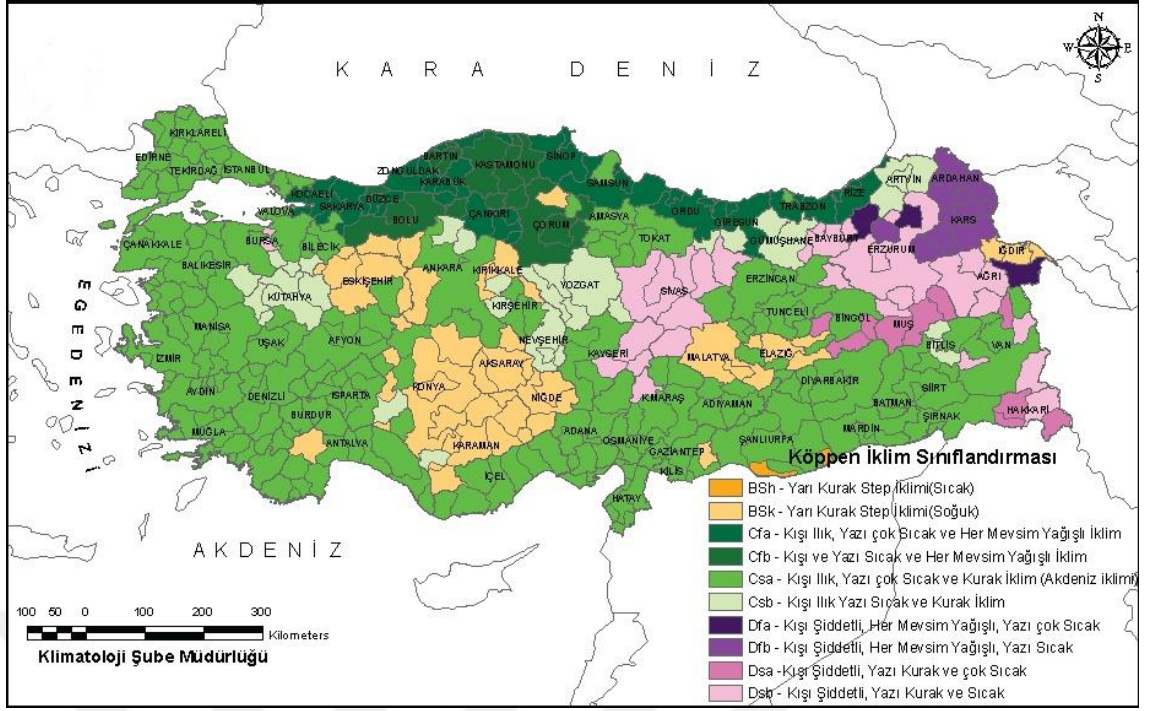 N
W E
S
K A R A D E N İ Z
KIRKLARELİ
EDİRNE
TEKİRDAĞ
İSTANBUL
KOCAELİ
YALOVA
SAKARYA
DÜZCE
ZONGULDAK
BARTIN
KARABÜK
KASTAMONU
SİNOP
SAMSUN
BOLU
ÇANKIRI
ÇORUM
AMASYA
ORDU
GİRESUN
TRABZON
RİZE
ARTVİN
ARDAHAN
KARS
GÜMÜŞHANE
BAYBURT
ERZURUM
IĞDIR
AĞRI
ÇANAKKALE
BALIKESİR
BURSA
BİLECİK
ESKİŞEHİR
KÜTAHYA
ANKARA
KIRIKKALE
KIRŞEHİR
YOZGAT
TOKAT
SİVAS
ERZİNCAN
TUNCELİ
BİNGÖL
MUŞ
BİTLİS
VAN
MANİSA
UŞAK
AFYON
NEVŞEHİR
KAYSERİ
MALATYA
ELAZIĞ
İZMİR
AYDIN
DENİZLİ
ISPARTA
BURDUR
KONYA
AKSARAY
NİĞDE
K.MARAŞ
ADIYAMAN
DİYARBAKIR
BATMAN
SİİRT
ŞIRNAK
HAKKARİ
MARDİN
MUĞLA
ANTALYA
KARAMAN
İÇEL
ADANA
OSMANİYE
GAZİANTEP
KİLİS
ŞANLIURFA
HATAY
E G E D E N İ Z İ
A K D E N İ Z
Köppen İklim Sınıflandırması
BSh - Yarı Kurak Step İklimi(Sıcak)
BSk - Yarı Kurak Step İklimi(Soğuk)
Cfa - Kışı Ilık, Yazı çok Sıcak ve Her Mevsim Yağışlı İklim
Cfb - Kışı ve Yazı Sıcak ve Her Mevsim Yağışlı İklim
Csa - Kışı Ilık, Yazı çok Sıcak ve Kurak İklim (Akdeniz iklimi)
Csb - Kışı Ilık Yazı Sıcak ve Kurak İklim
Dfa - Kışı Şiddetli, Her Mevsim Yağışlı, Yazı çok Sıcak
Dfb - Kışı Şiddetli, Her Mevsim Yağışlı, Yazı Sıcak
Dsa -Kışı Şiddetli, Yazı Kurak ve çok Sıcak
Dsb - Kışı Şiddetli, Yazı Kurak ve Sıcak
100 50 0 100 200 300
Kilometers
Klimatoloji Şube Müdürlüğü